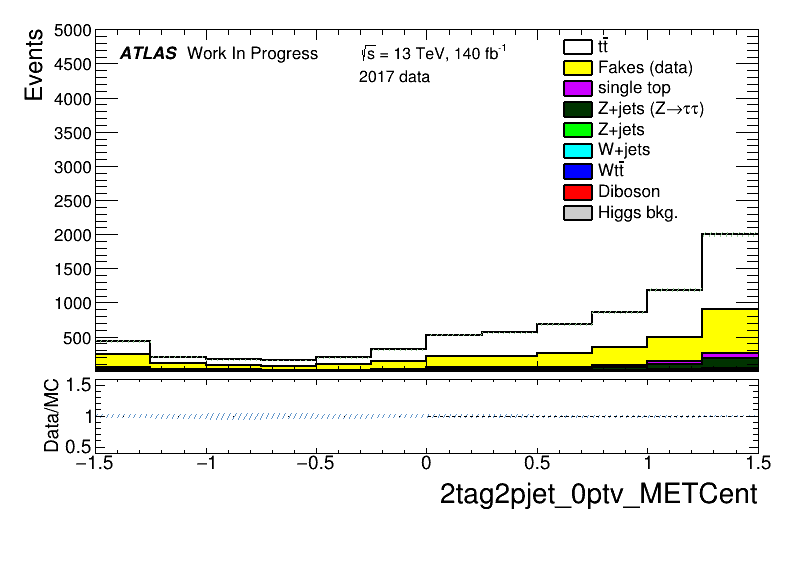 5000
4500
4000
3500
3000
2500
2000
1500
1000
500
Events
ATLAS Work In Progress
√s = 13 TeV, 140 fb⁻¹
2017 data
tt̄
Fakes (data)
single top
Z+jets (Z→ττ)
Z+jets
W+jets
Wtt̄
Diboson
Higgs bkg.
1.5
1
0.5
Data/MC
−1.5 −1 −0.5 0 0.5 1 1.5
2tag2pjet_0ptv_METCent